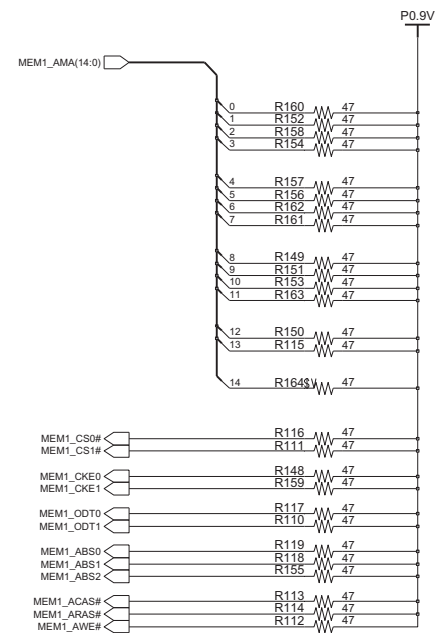 P0.9V
MEM1_AMA(14:0)
0 R160 47
1 R152 47
2 R158 47
3 R154 47
4 R157 47
5 R156 47
6 R162 47
7 R161 47
8 R149 47
9 R151 47
10 R153 47
11 R163 47
12 R150 47
13 R115 47
14 R164 47
MEM1_CS0# R116 47
MEM1_CS1# R111 47
MEM1_CKE0 R148 47
MEM1_CKE1 R159 47
MEM1_ODT0 R117 47
MEM1_ODT1 R110 47
MEM1_ABS0 R119 47
MEM1_ABS1 R118 47
MEM1_ABS2 R155 47
MEM1_ACAS# R113 47
MEM1_ARAS# R114 47
MEM1_AWE# R112 47